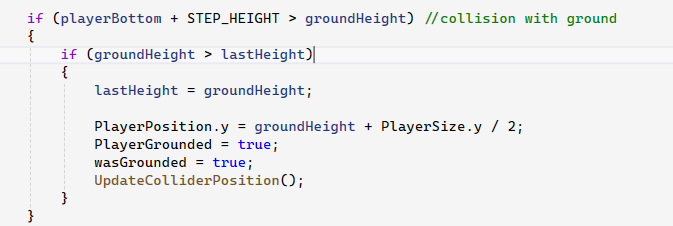 if (playerBottom + STEP_HEIGHT > groundHeight) //collision with ground
{
if (groundHeight > lastHeight)
{
lastHeight = groundHeight;
PlayerPosition.y = groundHeight + PlayerSize.y / 2;
PlayerGrounded = true;
wasGrounded = true;
UpdateColliderPosition();
}
}